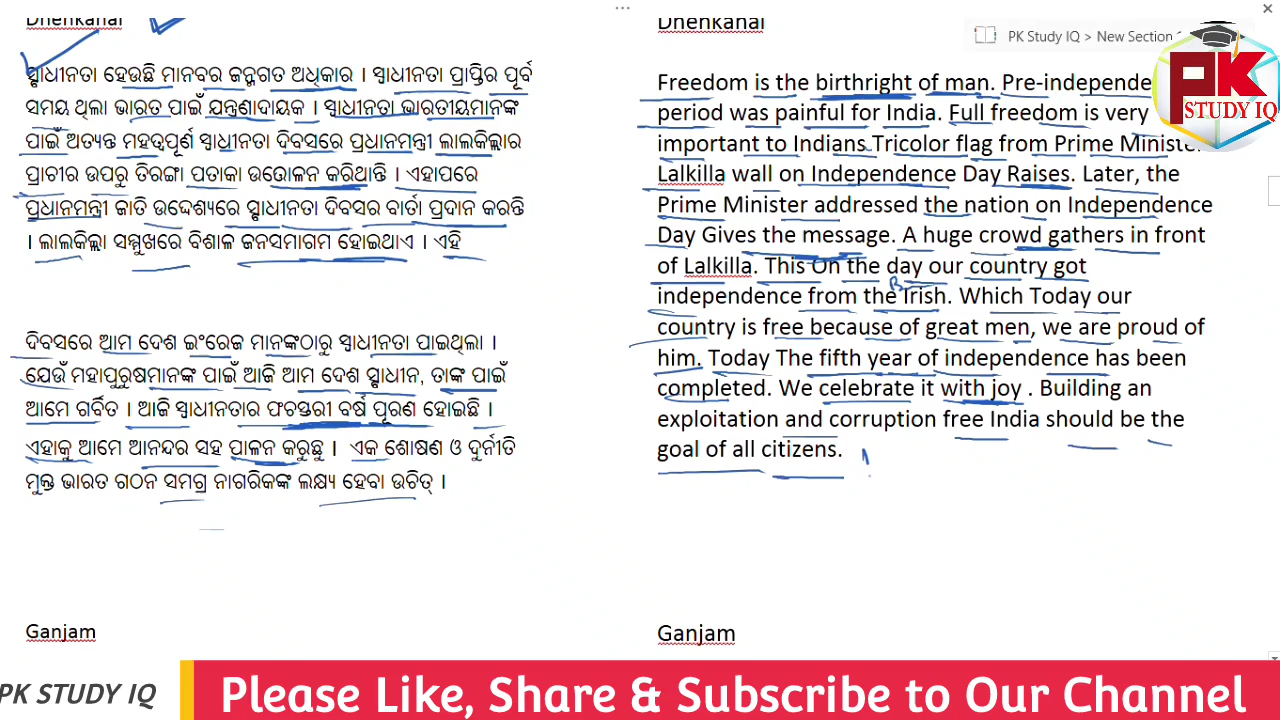 Dhenkanal
ସ୍ବାଧୀନତା ହେଉଛି ମାନବର ଜନ୍ମଗତ ଅଧିକାର । ସ୍ବାଧୀନତା ପ୍ରାପ୍ତିର ପୂର୍ବ
ସମୟ ଥିଲା ଭାରତ ପାଇଁ ଯନ୍ତ୍ରଣାଦାୟକ । ସ୍ବାଧୀନତା ଭାରତୀୟମାନଙ୍କ
ପାଇଁ ଅତ୍ୟନ୍ତ ମହତ୍ୱପୂର୍ଣ ସ୍ବାଧୀନତା ଦିବସରେ ପ୍ରଧାନମନ୍ତ୍ରୀ ଲାଲକିଲ୍ଲାର
ପ୍ରାଚୀର ଉପରୁ ତିରଙ୍ଗା ପତାକା ଉତ୍ତୋଳନ କରିଥାନ୍ତି । ଏହାପରେ
ପ୍ରଧାନମନ୍ତ୍ରୀ ଜାତି ଉଦ୍ଦେଶ୍ୟରେ ସ୍ବାଧୀନତା ଦିବସର ବାର୍ତା ପ୍ରଦାନ କରନ୍ତି
। ଲାଲକିଲ୍ଲା ସମ୍ମୁଖରେ ବିଶାଳ ଜନସମାଗମ ହୋଇଥାଏ । ଏହି
ଦିବସରେ ଆମ ଦେଶ ଇଂରେଜ ମାନଙ୍କଠାରୁ ସ୍ୱାଧୀନତା ପାଇଥିଲା ।
ଯେଉଁ ମହାପୁରୁଷମାନଙ୍କ ପାଇଁ ଆଜି ଆମ ଦେଶ ସ୍ବାଧୀନ, ତାଙ୍କ ପାଇଁ
ଆମେ ଗର୍ବିତ । ଆଜି ସ୍ବାଧୀନତାର ଫଚସ୍ତରୀ ବର୍ଷ ପୂରଣ ହୋଇଛି ।
ଏହାକୁ ଆମେ ଆନନ୍ଦର ସହ ପାଳନ କରୁଛୁ । ଏକ ଶୋଷଣ ଓ ଦୁର୍ନୀତି
ମୁକ୍ତ ଭାରତ ଗଠନ ସମଗ୍ର ନାଗରିକଙ୍କ ଲକ୍ଷ୍ୟ ହେବା ଉଚିତ୍ ।
Ganjam
Dhenkanal
Freedom is the birthright of man. Pre-independe
period was painful for India. Full freedom is very
important to Indians Tricolor flag from Prime Minister
Lalkilla wall on Independence Day Raises. Later, the
Prime Minister addressed the nation on Independence
Day Gives the message. A huge crowd gathers in front
of Lalkilla. This On the day our country got
independence from the Irish. Which Today our
country is free because of great men, we are proud of
him. Today The fifth year of independence has been
completed. We celebrate it with joy . Building an
exploitation and corruption free India should be the
goal of all citizens.
Ganjam
PK Study IQ > New Section
PK
STUDY IQ
PK STUDY IQ
Please Like, Share & Subscribe to Our Channel